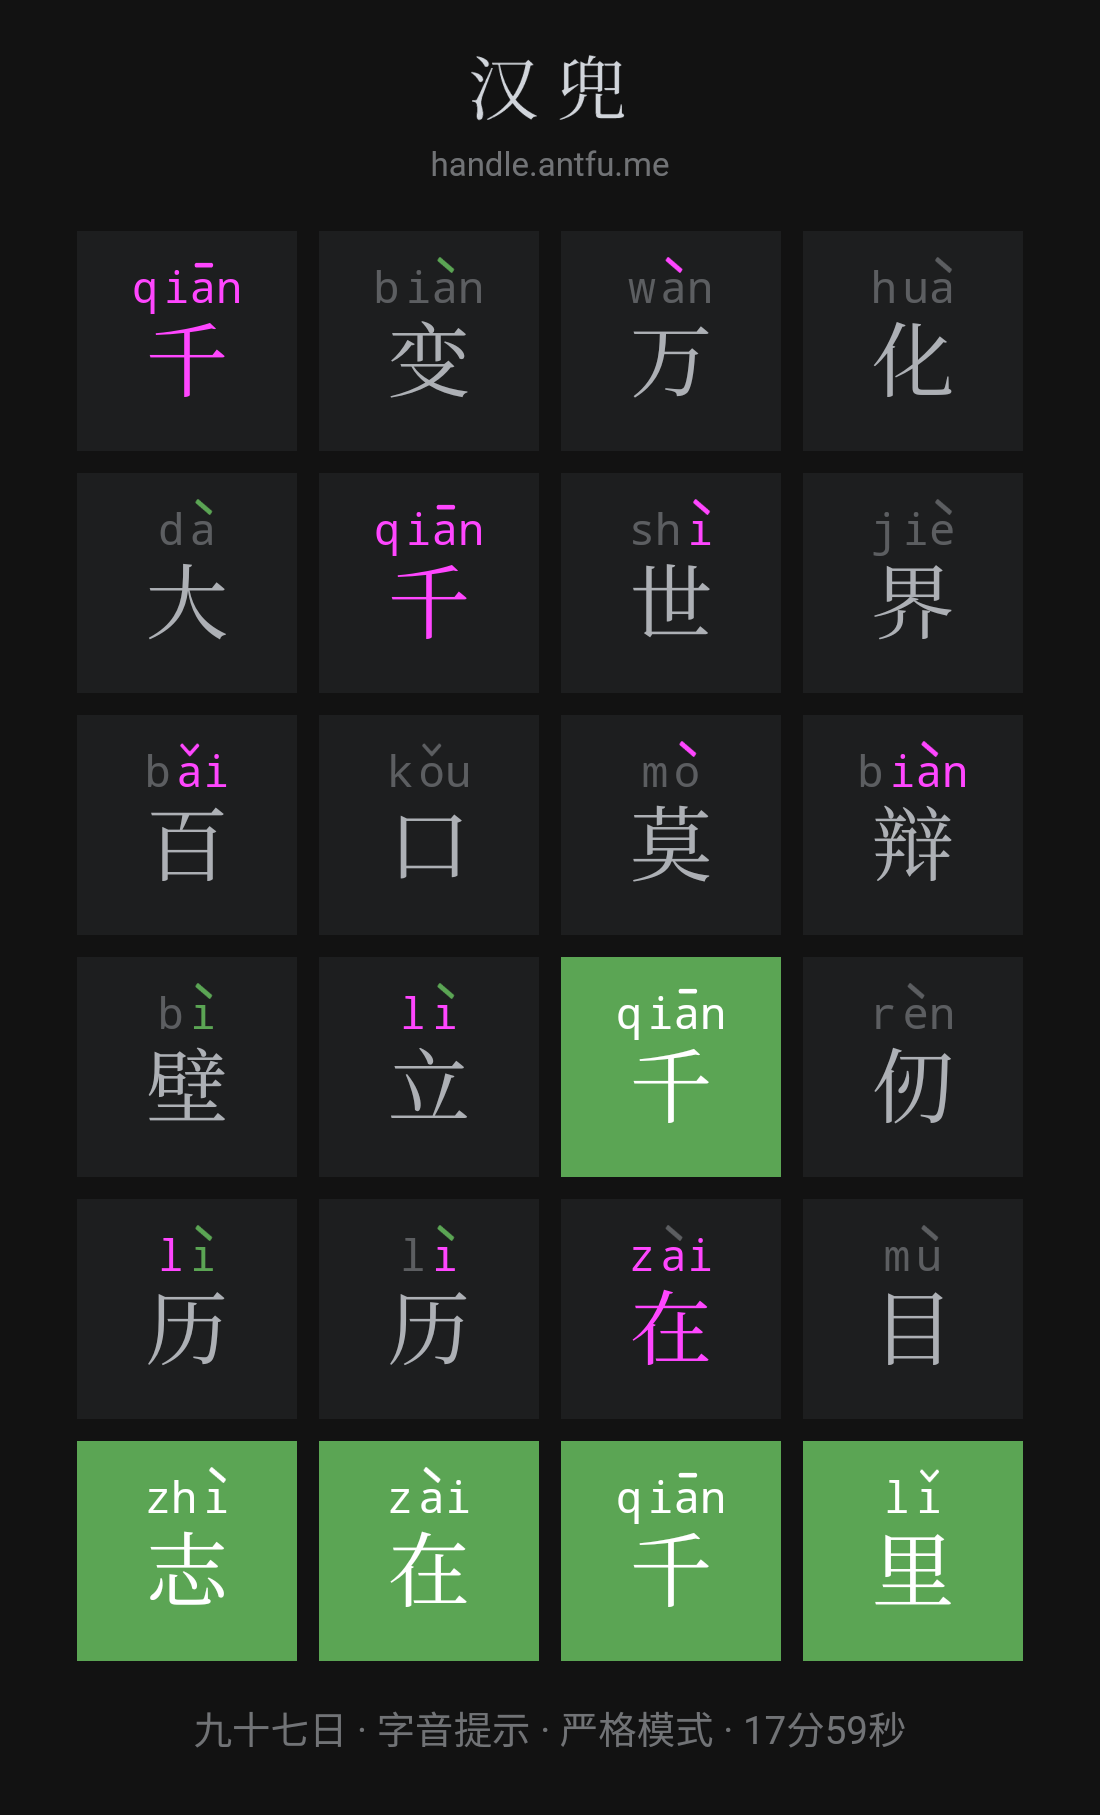 汉兜
handle.antfu.me
qiān biàn wàn huà
千 变 万 化
dà qiān shì jiè
大 千 世 界
bǎi kǒu mò biàn
百 口 莫 辩
bì lì qiān rèn
壁 立 千 仞
lì lì zài mù
历 历 在 目
zhì zài qiān lǐ
志 在 千 里
九十七日 · 字音提示 · 严格模式 · 17分59秒